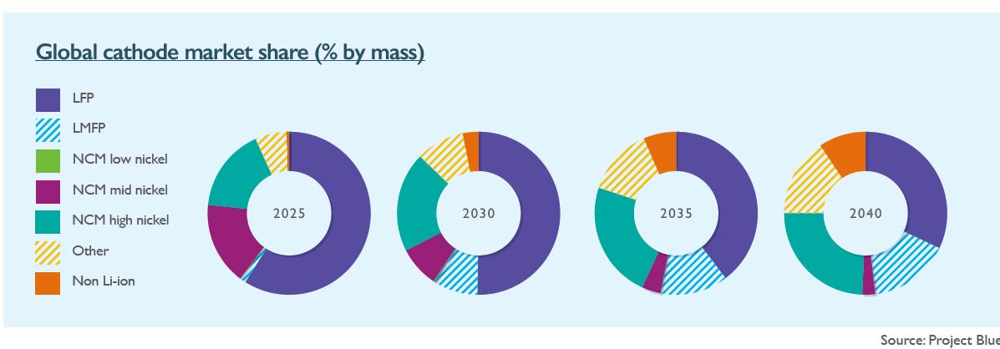 Global cathode market share (% by mass)
LFP
LMFP
NCM low nickel
NCM mid nickel
NCM high nickel
Other
Non Li-ion
2025
2030
2035
2040
Source: Project Blue